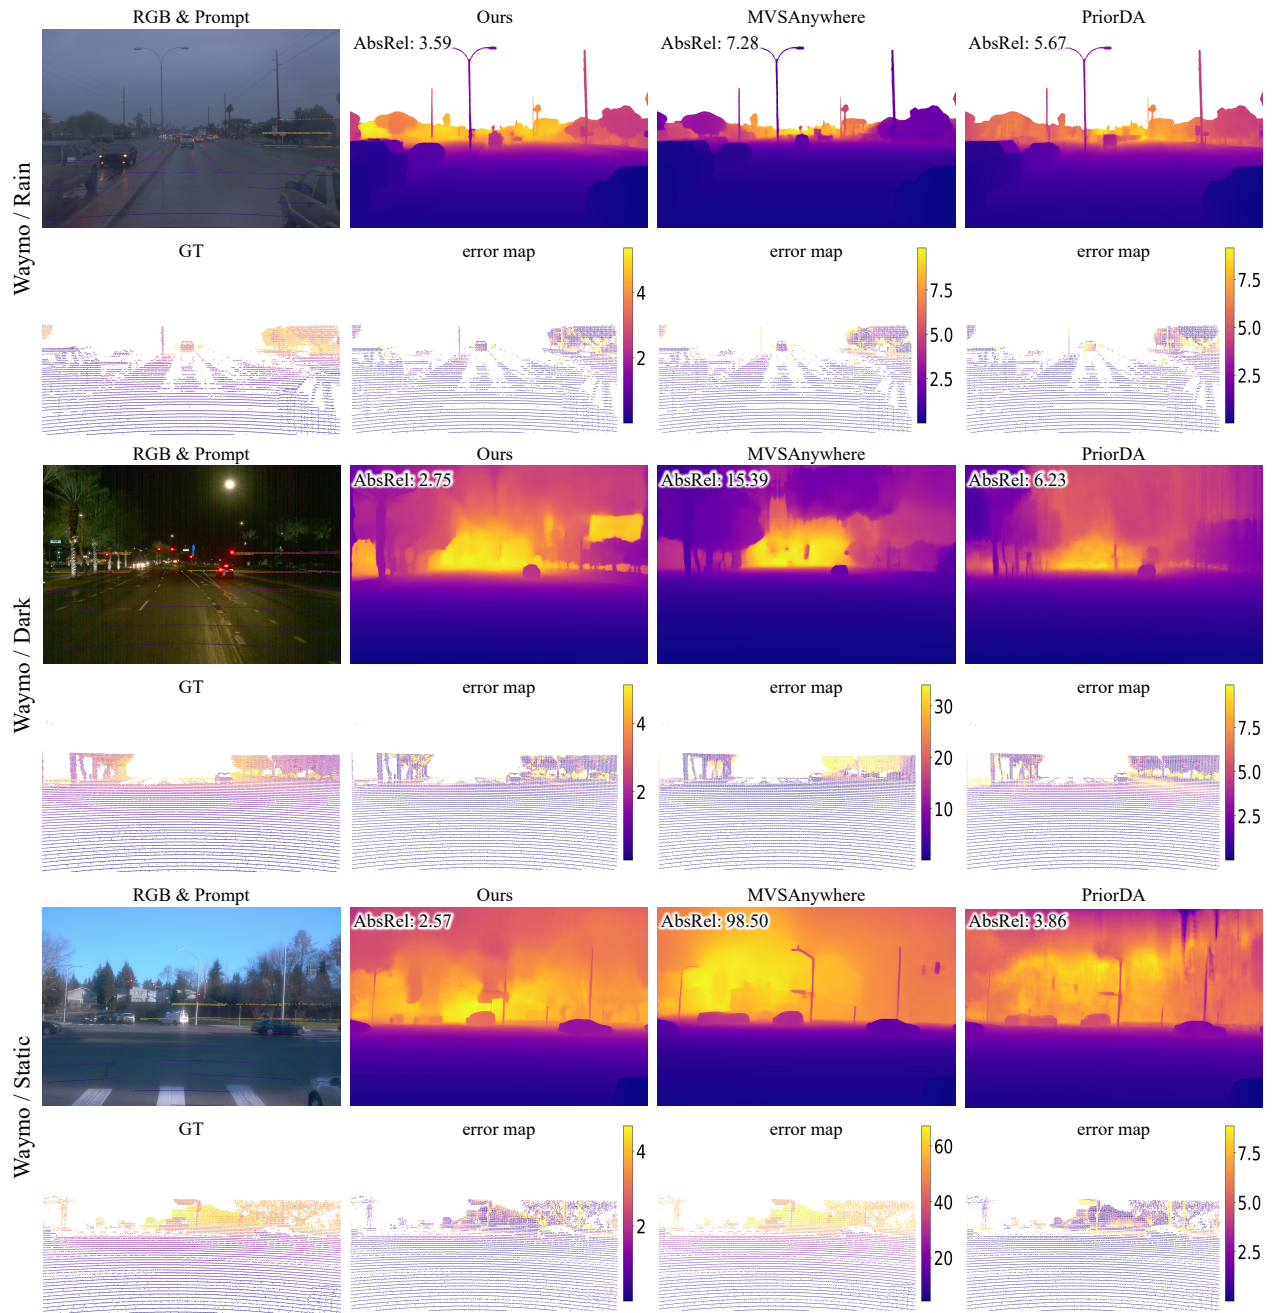 RGB & Prompt
Ours
MVSAnywhere
PriorDA
AbsRel: 3.59
AbsRel: 7.28
AbsRel: 5.67
Waymo / Rain
GT
error map
error map
error map
4
2
7.5
5.0
2.5
7.5
5.0
2.5
RGB & Prompt
Ours
MVSAnywhere
PriorDA
AbsRel: 2.75
AbsRel: 15.39
AbsRel: 6.23
Waymo / Dark
GT
error map
error map
error map
4
2
30
20
10
7.5
5.0
2.5
RGB & Prompt
Ours
MVSAnywhere
PriorDA
AbsRel: 2.57
AbsRel: 98.50
AbsRel: 3.86
Waymo / Static
GT
error map
error map
error map
4
2
60
40
20
7.5
5.0
2.5